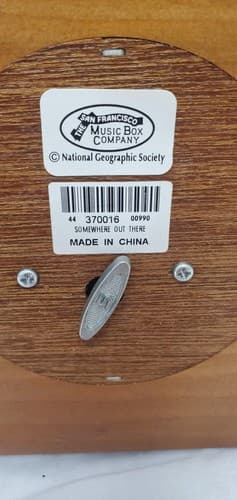 THE SAN FRANCISCO
MUSIC BOX
COMPANY
© National Geographic Society
44 370016 00990
SOMEWHERE OUT THERE
MADE IN CHINA